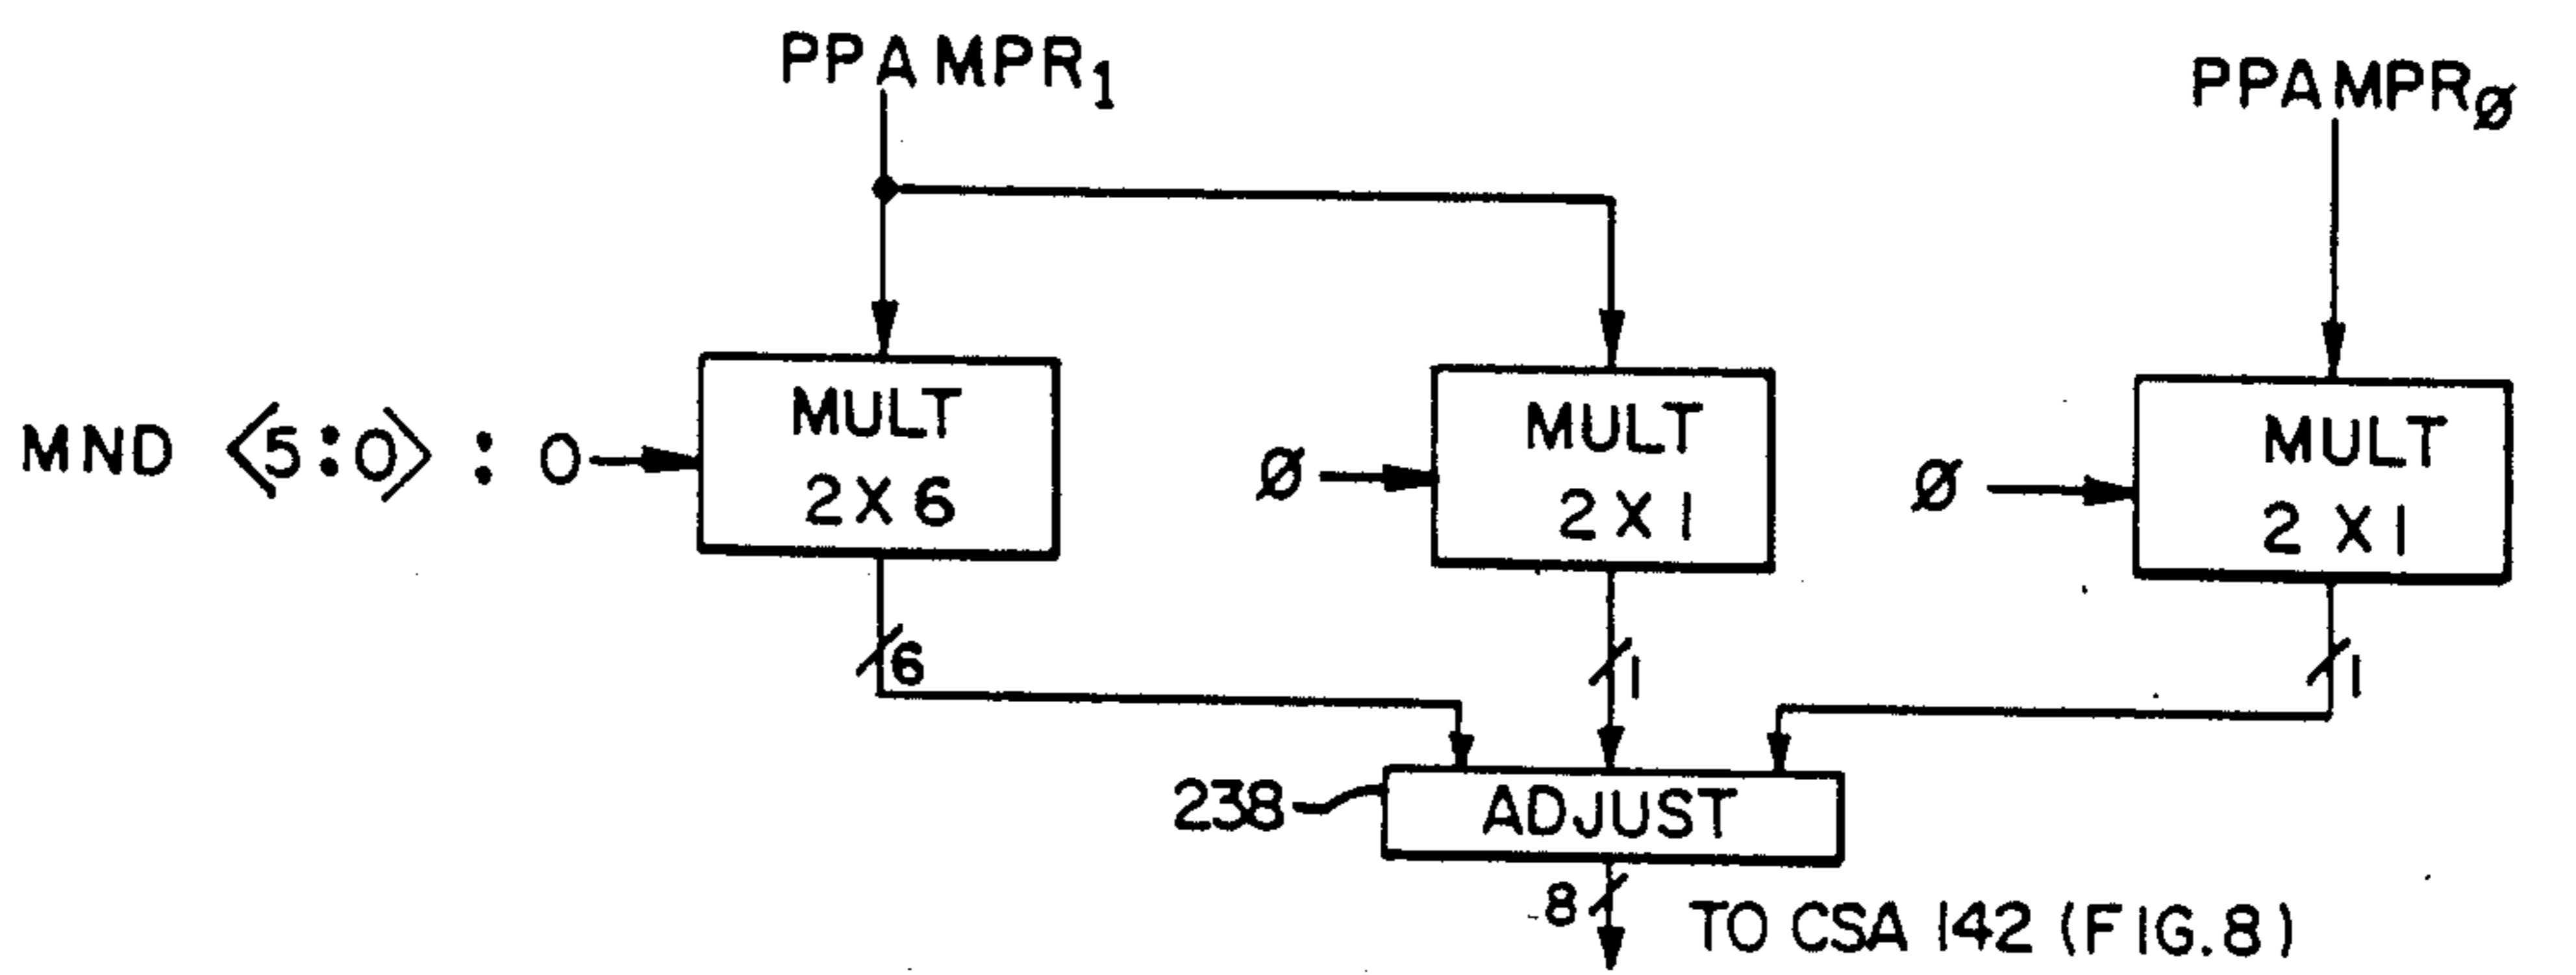 PPAMPR1
PPAMPRØ
MND <5:0> : 0
MULT
2X6
Ø
MULT
2X1
Ø
MULT
2X1
6
1
1
238
ADJUST
8
TO CSA 142 (FIG.8)